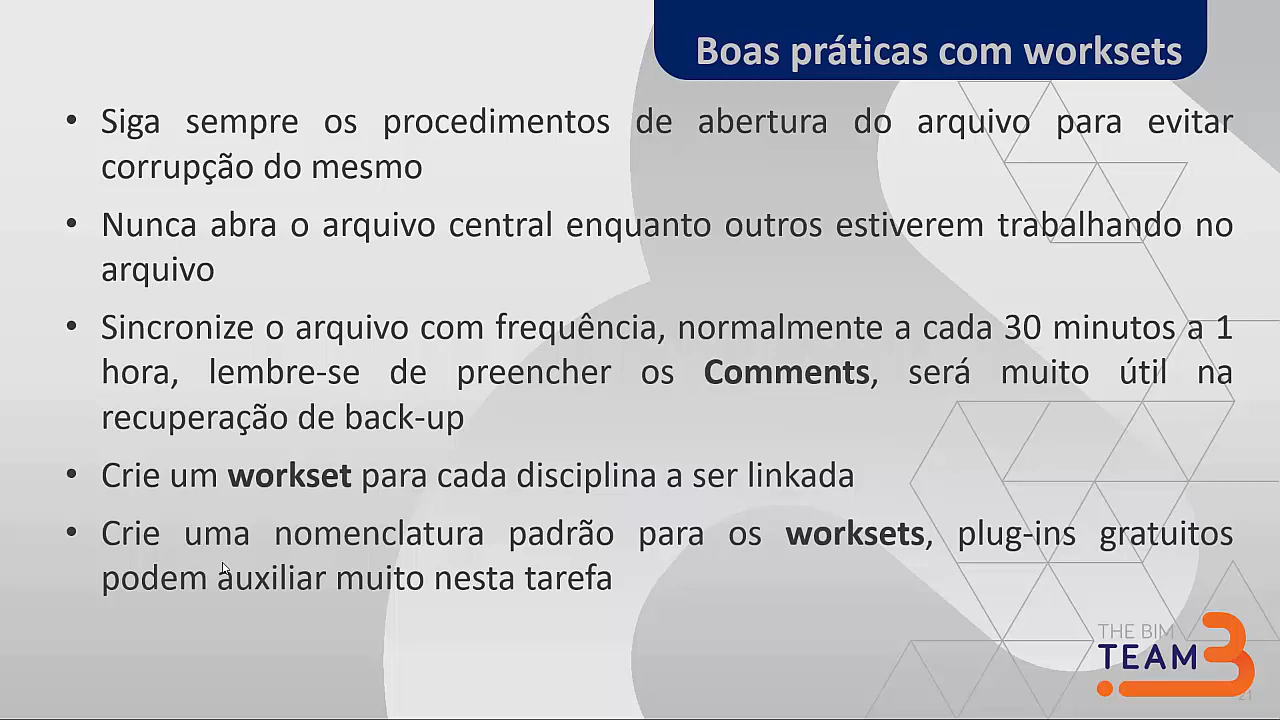 Boas práticas com worksets
• Siga sempre os procedimentos de abertura do arquivo para evitar
corrupção do mesmo
• Nunca abra o arquivo central enquanto outros estiverem trabalhando no
arquivo
• Sincronize o arquivo com frequência, normalmente a cada 30 minutos a 1
hora, lembre-se de preencher os Comments, será muito útil na
recuperação de back-up
• Crie um workset para cada disciplina a ser linkada
• Crie uma nomenclatura padrão para os worksets, plug-ins gratuitos
podem auxiliar muito nesta tarefa
THE BIM
TEAM
21